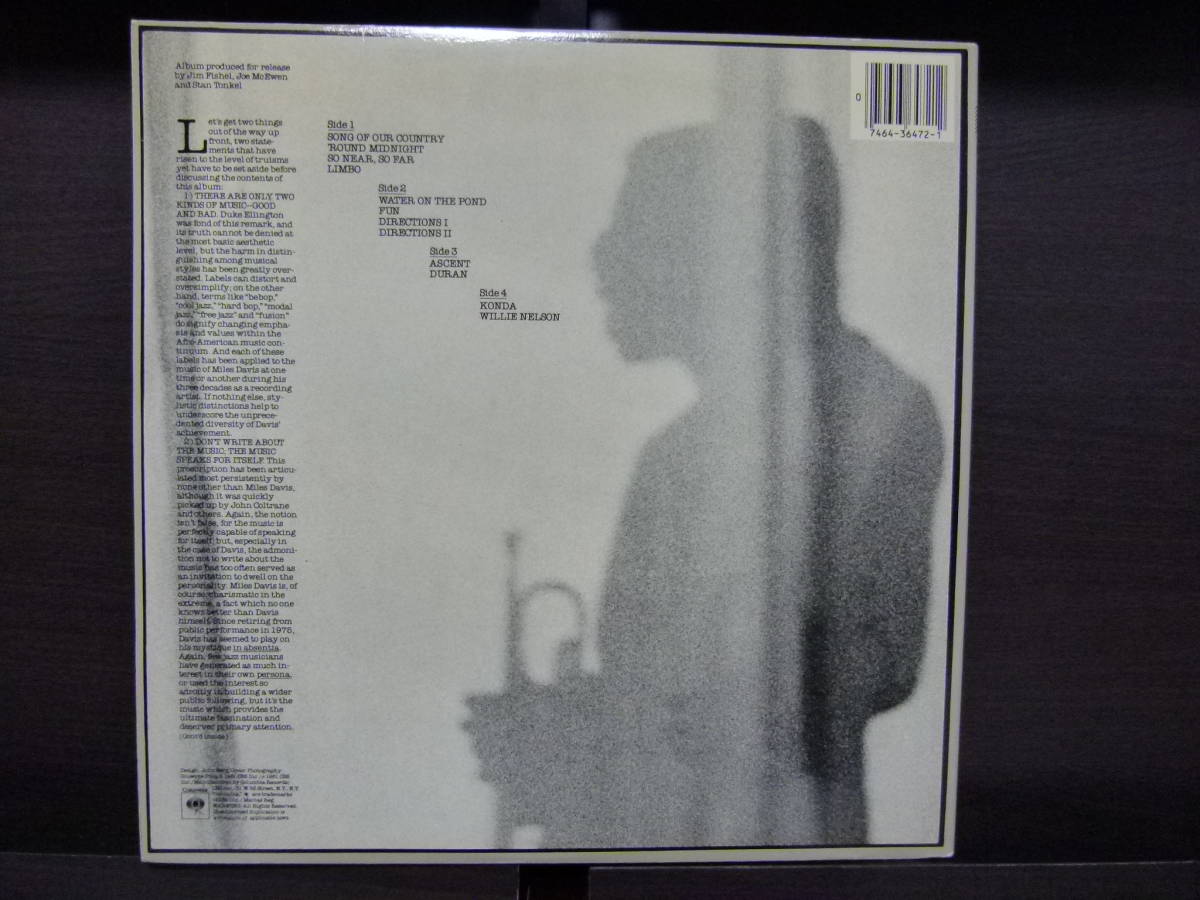 Album produced for release
by Jim Fishel, Joe McEwen
and Stan Tonkel
Let's get two things
out of the way up
front, two state-
ments that have
risen to the level of truisms
yet have to be set aside before
discussing the contents of
this album:
1) THERE ARE ONLY TWO
KINDS OF MUSIC—GOOD
AND BAD. Duke Ellington
was fond of this remark, and
its truth cannot be denied at
the most basic aesthetic
level, but the harm in distin-
guishing among musical
styles has been greatly over-
stated. Labels can distort and
oversimplify; on the other
hand, terms like "bebop,"
"cool jazz," "hard bop," "modal
jazz," "free jazz" and "fusion"
do signify changing empha-
sis and values within the
Afro-American music con-
tinuum. And each of these
labels has been applied to the
music of Miles Davis at one
time or another during his
three decades as a recording
artist. If nothing else, sty-
listic distinctions help to
underscore the unprece-
dented diversity of Davis'
achievement.
2) DON'T WRITE ABOUT
THE MUSIC; THE MUSIC
SPEAKS FOR ITSELF. This
prescription has been articu-
lated most persistently by
none other than Miles Davis,
although it was quickly
picked up by John Coltrane
and others. Again, the notion
isn't false, for the music is
perfectly capable of speaking
for itself; but, especially in
the case of Davis, the admoni-
tion not to write about the
music has too often served as
an invitation to dwell on the
personality. Miles Davis is, of
course, charismatic in the
extreme, a fact which no one
knows better than Davis
himself. Since retiring from
public performance in 1975,
Davis has seemed to play on
his mystique in absentia.
Again, few jazz musicians
have generated as much in-
terest in their own persona,
or used the interest so
adroitly in building a wider
public following, but it's the
music which provides the
ultimate fascination and
deserves primary attention.
(Cont'd inside)
Side 1
SONG OF OUR COUNTRY
'ROUND MIDNIGHT
SO NEAR, SO FAR
LIMBO
Side 2
WATER ON THE POND
FUN
DIRECTIONS I
DIRECTIONS II
Side 3
ASCENT
DURAN
Side 4
KONDA
WILLIE NELSON
0
7464-36472-1
Design: John Berg/Cover Photography: